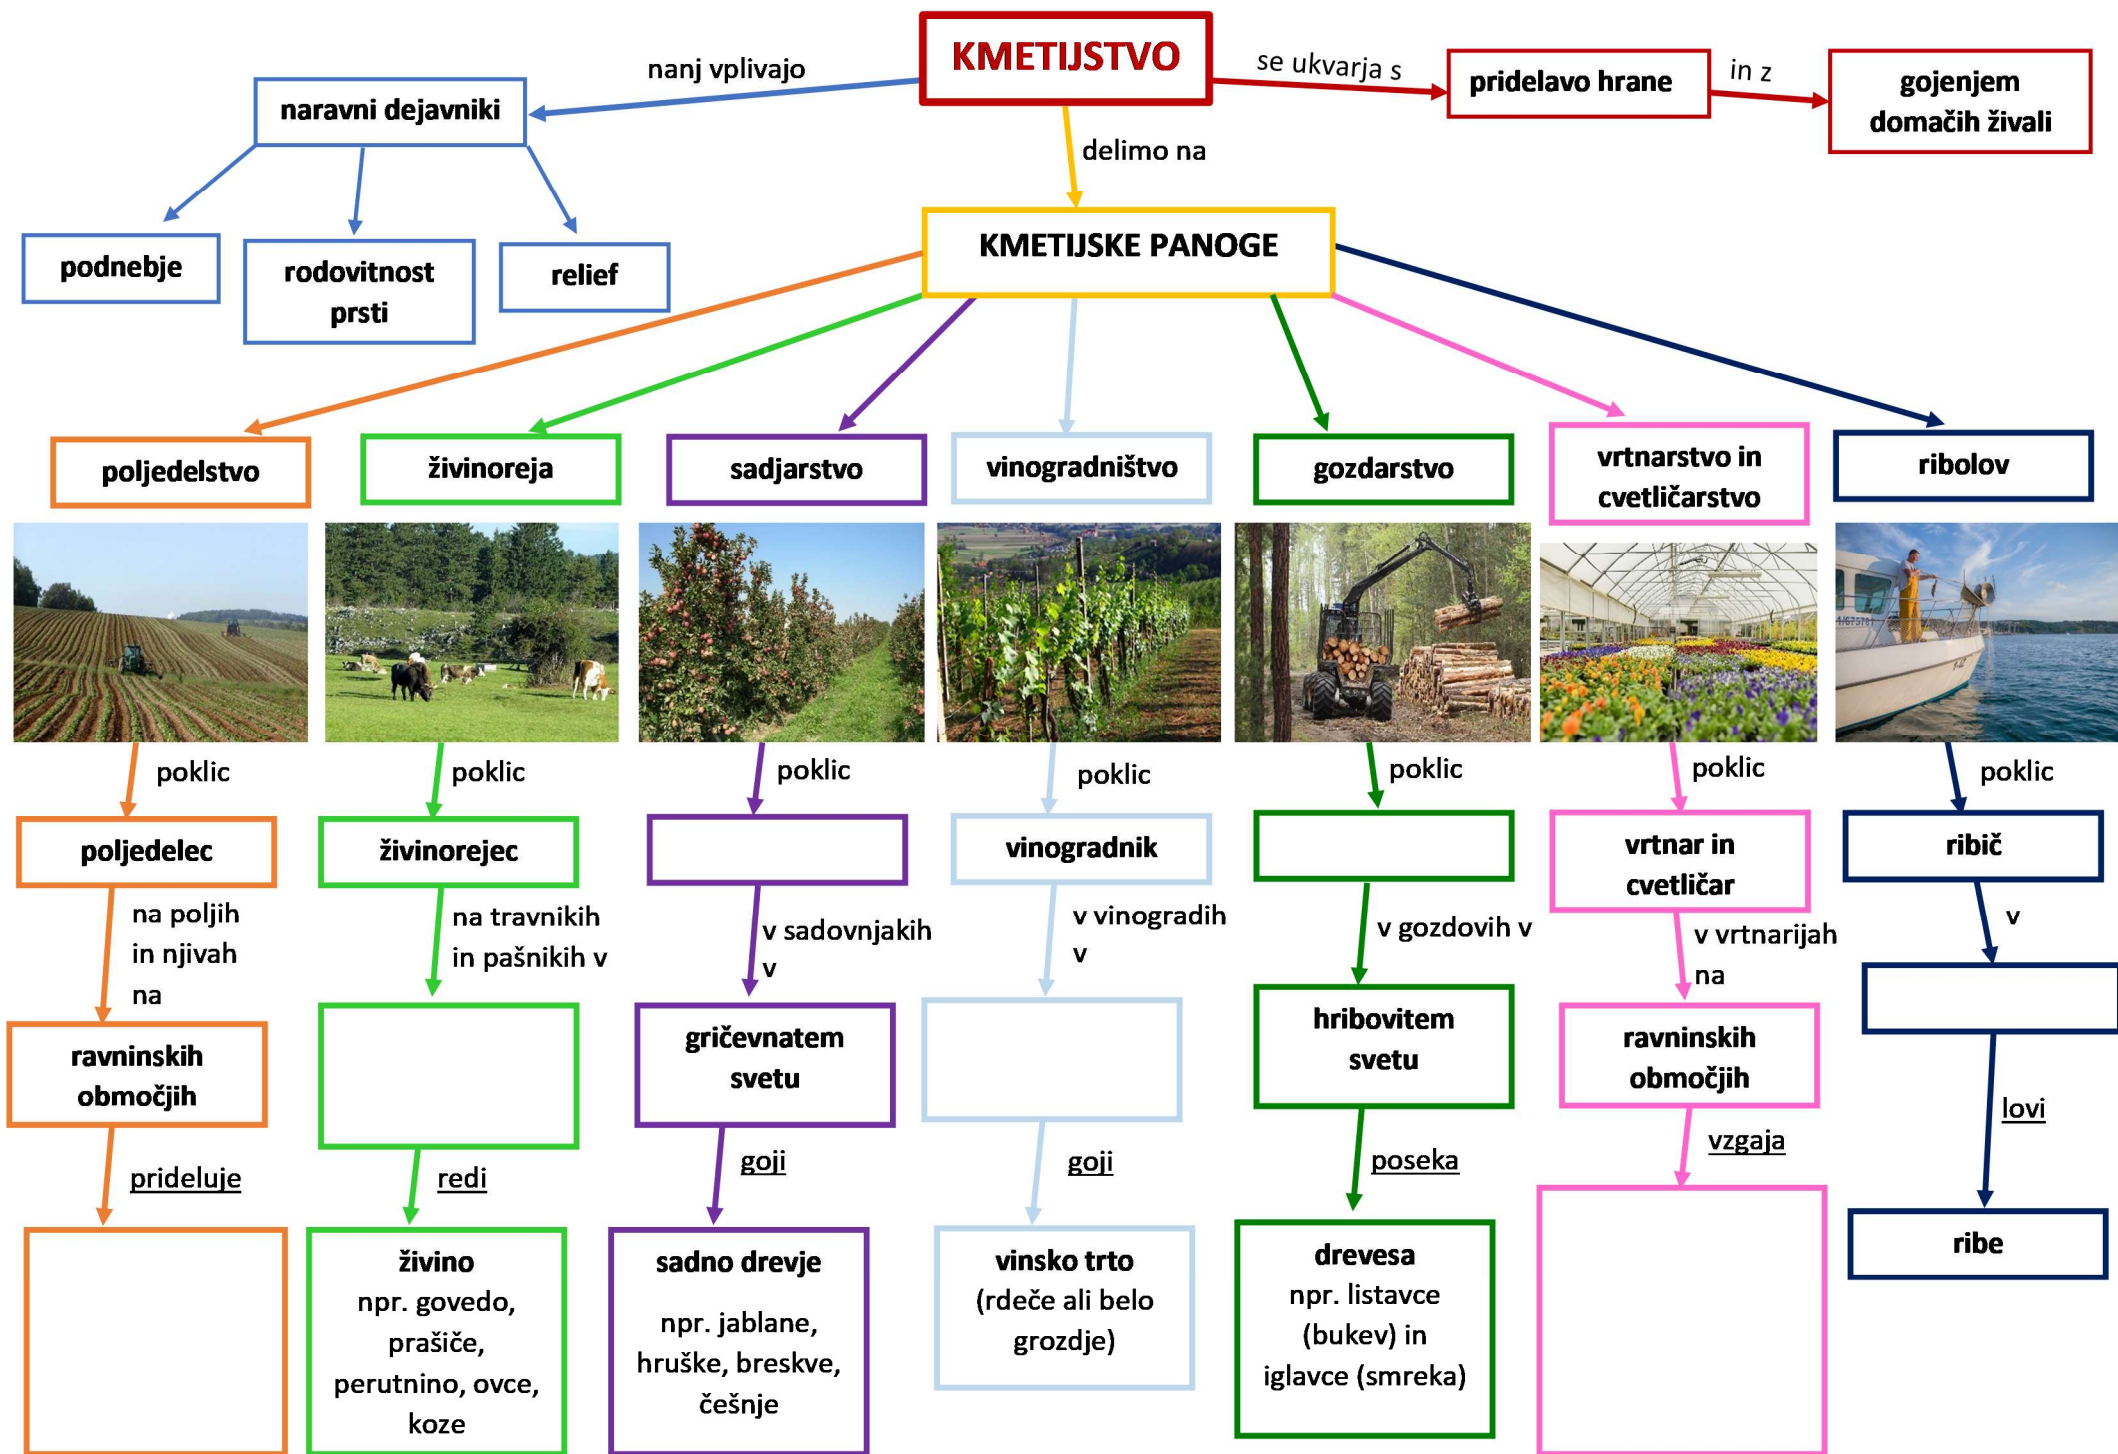 KMETIJSTVO
nanj vplivajo
se ukvarja s
pridelavo hrane
in z
gojenjem
domačih živali
naravni dejavniki
delimo na
podnebje
rodovitnost
prsti
relief
KMETIJSKE PANOGE
poljedelstvo
živinoreja
sadjarstvo
vinogradništvo
gozdarstvo
vrtnarstvo in
cvetličarstvo
ribolov
poklic
poklic
poklic
poklic
poklic
poklic
poklic
poljedelec
živinorejec
vinogradnik
vrtnar in
cvetličar
ribič
na poljih
in njivah
na
na travnikih
in pašnikih v
v sadovnjakih
v
v vinogradih
v
v gozdovih v
v vrtnarijah
na
v
ravninskih
območjih
gričevnatem
svetu
hribovitem
svetu
ravninskih
območjih
prideluje
redi
goji
goji
poseka
vzgaja
lovi
živino
npr. govedo,
prašiče,
perutnino, ovce,
koze
sadno drevje
npr. jablane,
hruške, breskve,
češnje
vinsko trto
(rdeče ali belo
grozdje)
drevesa
npr. listavce
(bukev) in
iglavce (smreka)
ribe